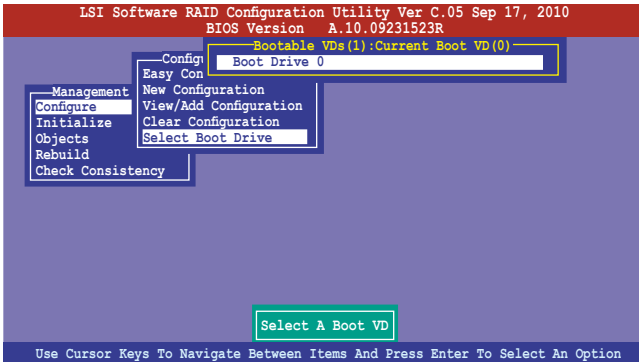 LSI Software RAID Configuration Utility Ver C.05 Sep 17, 2010
BIOS Version A.10.09231523R
Bootable VDs(1):Current Boot VD(0)
Boot Drive 0
Config
Easy Con
New Configuration
View/Add Configuration
Clear Configuration
Select Boot Drive
Management
Configure
Initialize
Objects
Rebuild
Check Consistency
Select A Boot VD
Use Cursor Keys To Navigate Between Items And Press Enter To Select An Option